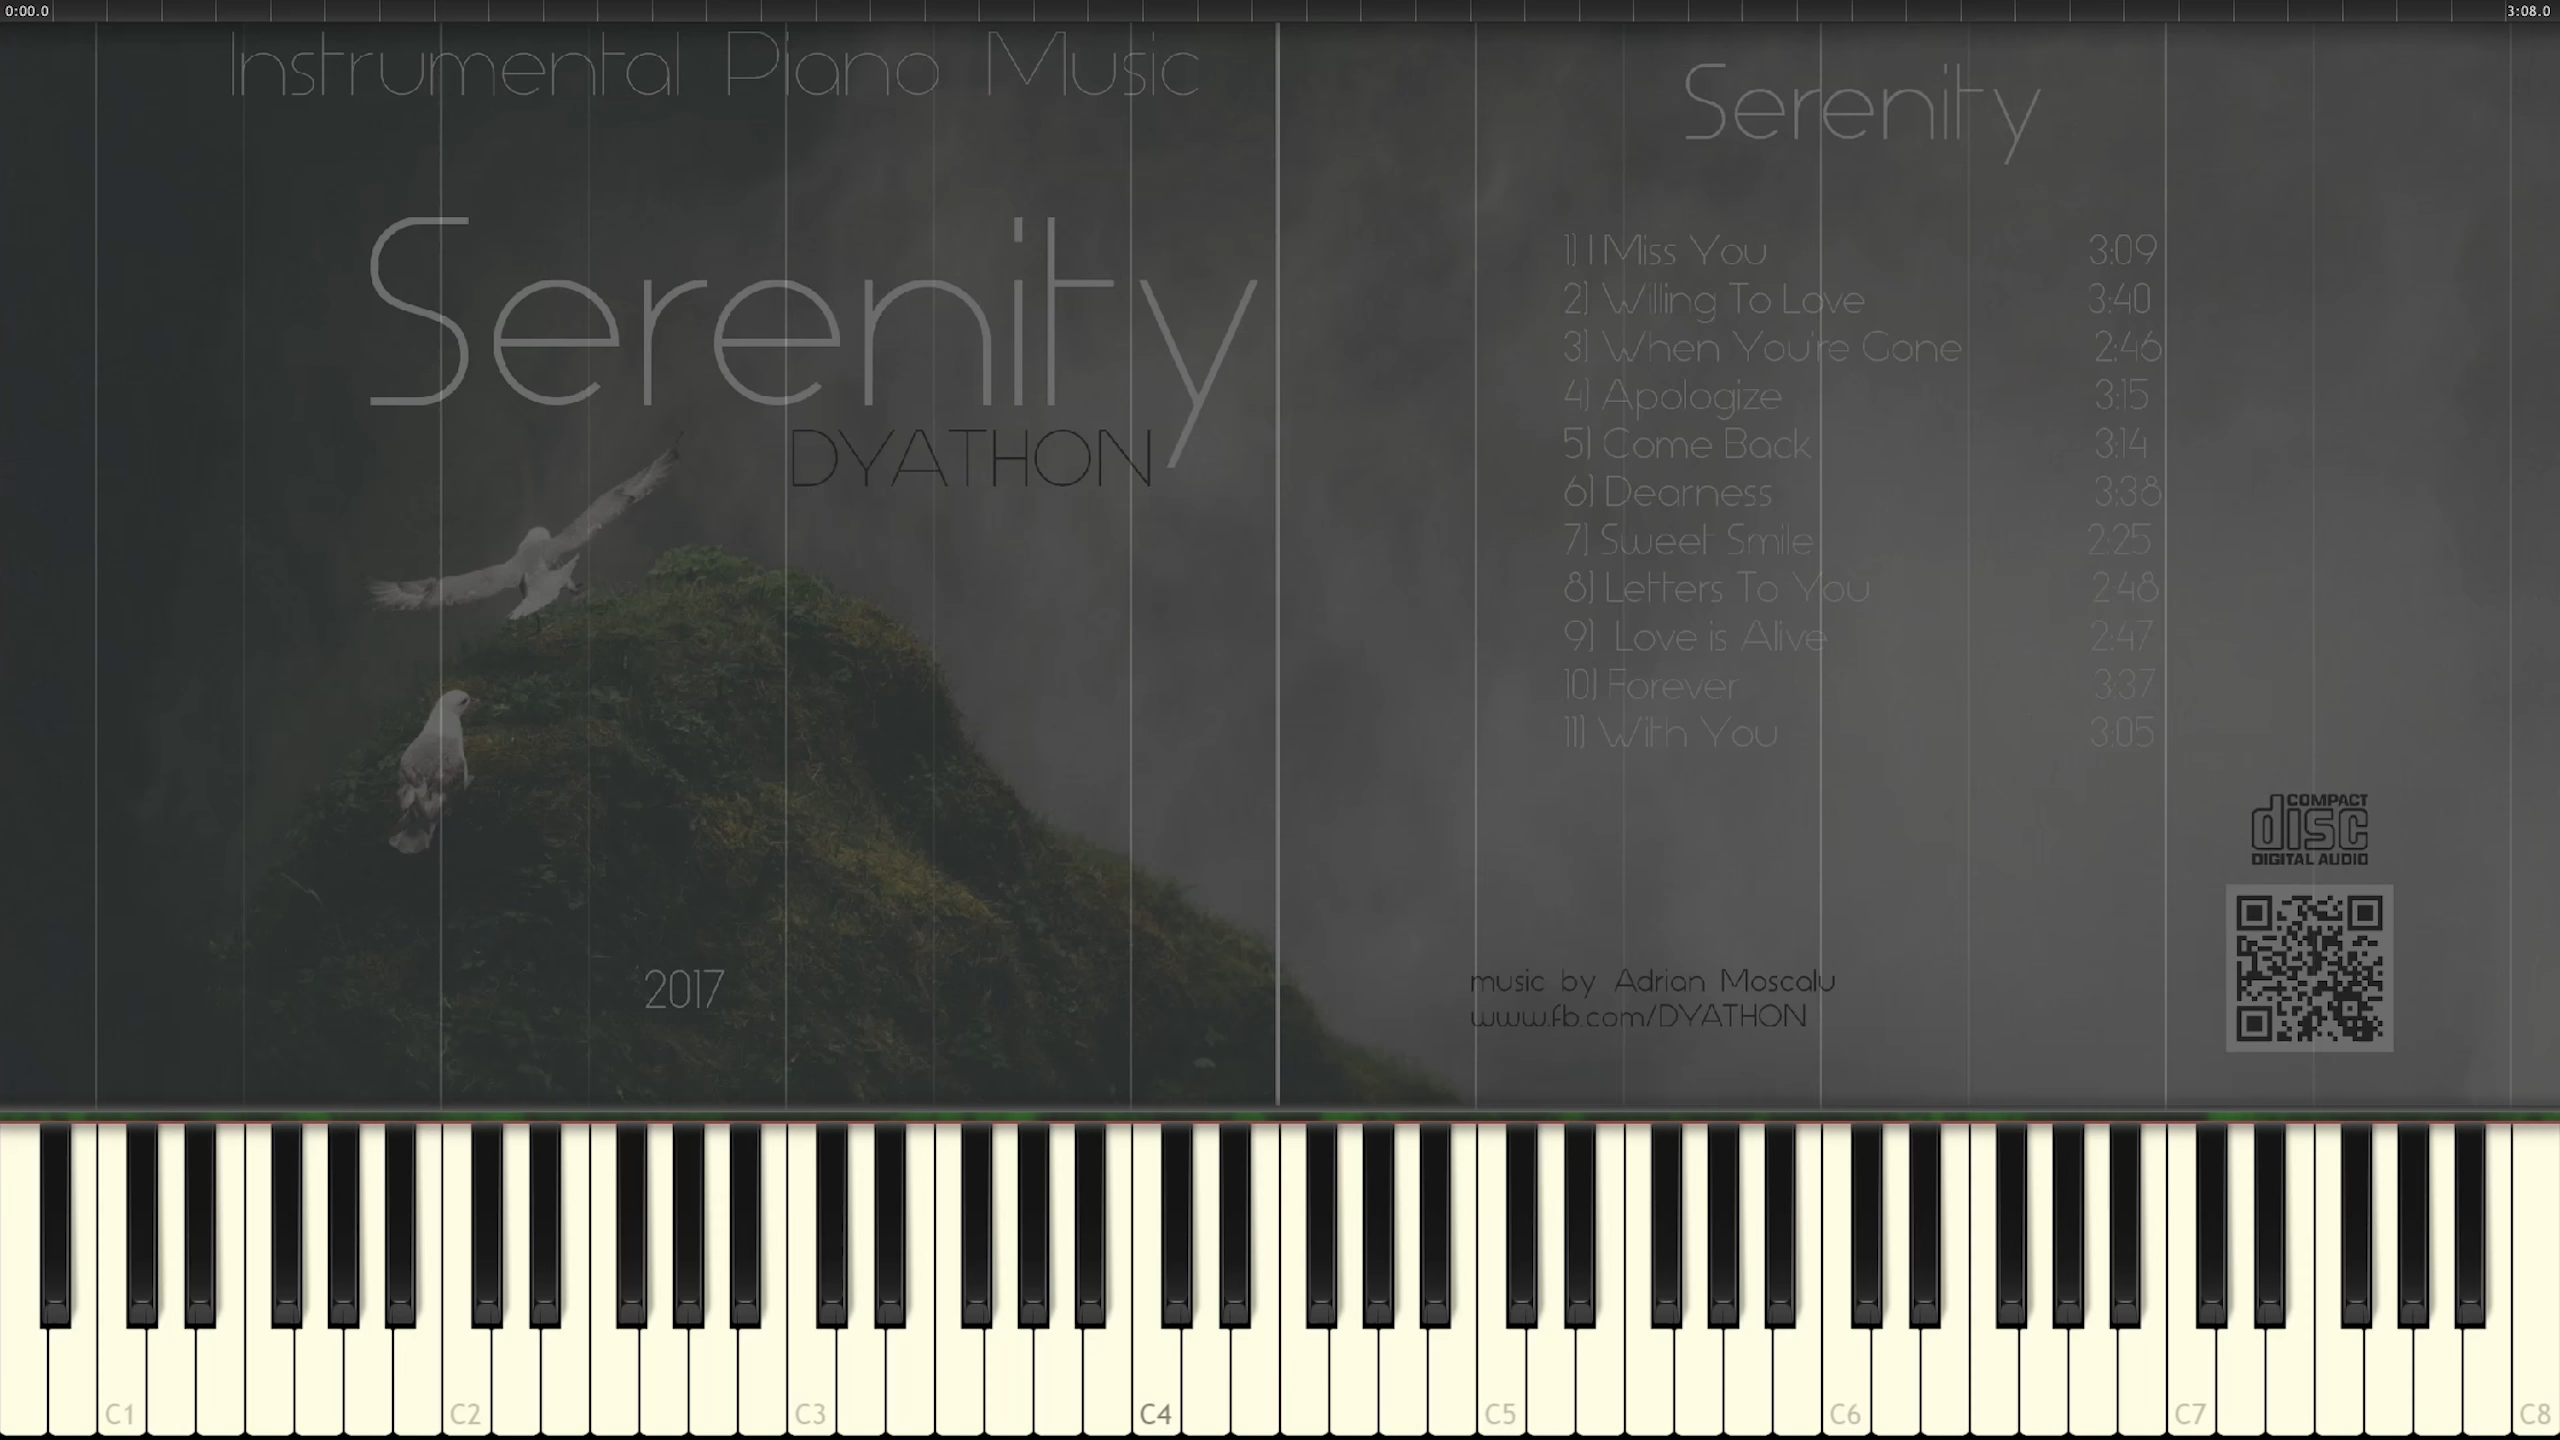 0:00.0
3:08.0
Instrumental Piano Music
Serenity
DYATHON
2017
Serenity
1) I Miss You 3:09
2) Willing To Love 3:40
3) When You're Gone 2:46
4) Apologize 3:15
5) Come Back 3:14
6) Dearness 3:38
7) Sweet Smile 2:25
8) Letters To You 2:48
9) Love is Alive 2:47
10) Forever 3:37
11) With You 3:05
COMPACT
disc
DIGITAL AUDIO
music by Adrian Moscalu
www.fb.com/DYATHON
C1 C2 C3 C4 C5 C6 C7 C8